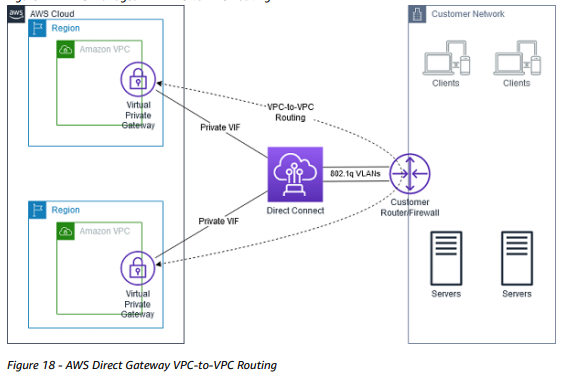 aws
AWS Cloud
Region
Amazon VPC
Virtual
Private
Gateway
Private VIF
VPC-to-VPC
Routing
Direct Connect
802.1q VLANs
Customer
Router/Firewall
Region
Amazon VPC
Virtual
Private
Gateway
Private VIF
Customer Network
Clients
Clients
Servers
Servers
Figure 18 - AWS Direct Gateway VPC-to-VPC Routing